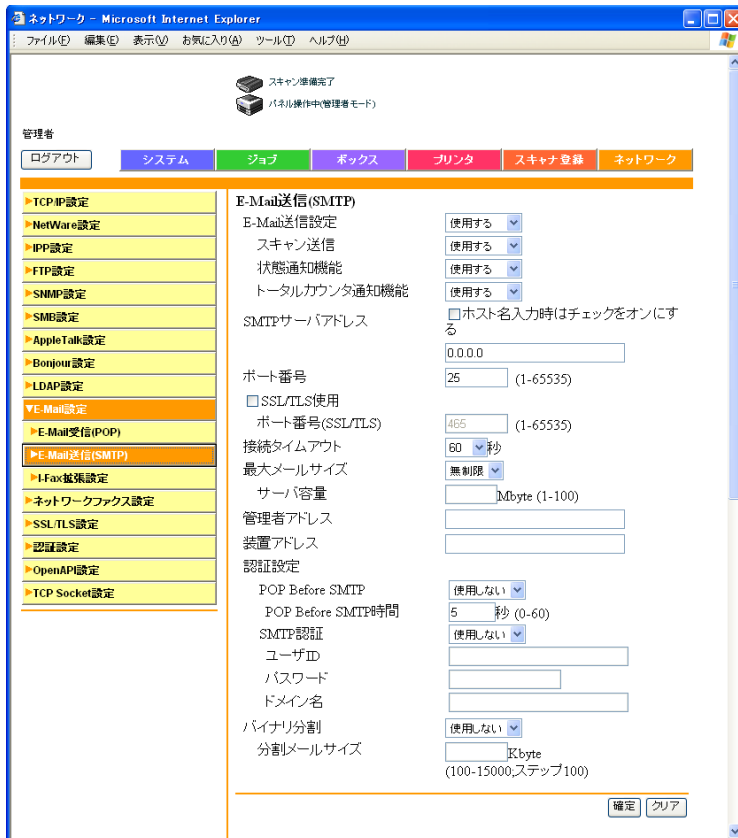 ネットワーク - Microsoft Internet Explorer
ファイル(F) 編集(E) 表示(V) お気に入り(A) ツール(T) ヘルプ(H)
スキャン準備完了
パネル操作中(管理者モード)
管理者
ログアウト
システム ジョブ ボックス プリンタ スキャナ登録 ネットワーク
TCP/IP設定
NetWare設定
IPP設定
FTP設定
SNMP設定
SMB設定
AppleTalk設定
Bonjour設定
LDAP設定
E-Mail設定
E-Mail受信(POP)
E-Mail送信(SMTP)
I-Fax拡張設定
ネットワークファクス設定
SSL/TLS設定
認証設定
OpenAPI設定
TCP Socket設定
E-Mail送信(SMTP)
E-Mail送信設定 使用する
スキャン送信 使用する
状態通知機能 使用する
トータルカウンタ通知機能 使用する
SMTPサーバアドレス ホスト名入力時はチェックをオンにす
る
0.0.0.0
ポート番号 25 (1-65535)
SSL/TLS使用
ポート番号(SSL/TLS) 465 (1-65535)
接続タイムアウト 60 秒
最大メールサイズ 無制限
サーバ容量 Mbyte (1-100)
管理者アドレス
装置アドレス
認証設定
POP Before SMTP 使用しない
POP Before SMTP時間 5 秒 (0-60)
SMTP認証 使用しない
ユーザID
パスワード
ドメイン名
バイナリ分割 使用しない
分割メールサイズ Kbyte
(100-15000;ステップ100)
確定 クリア